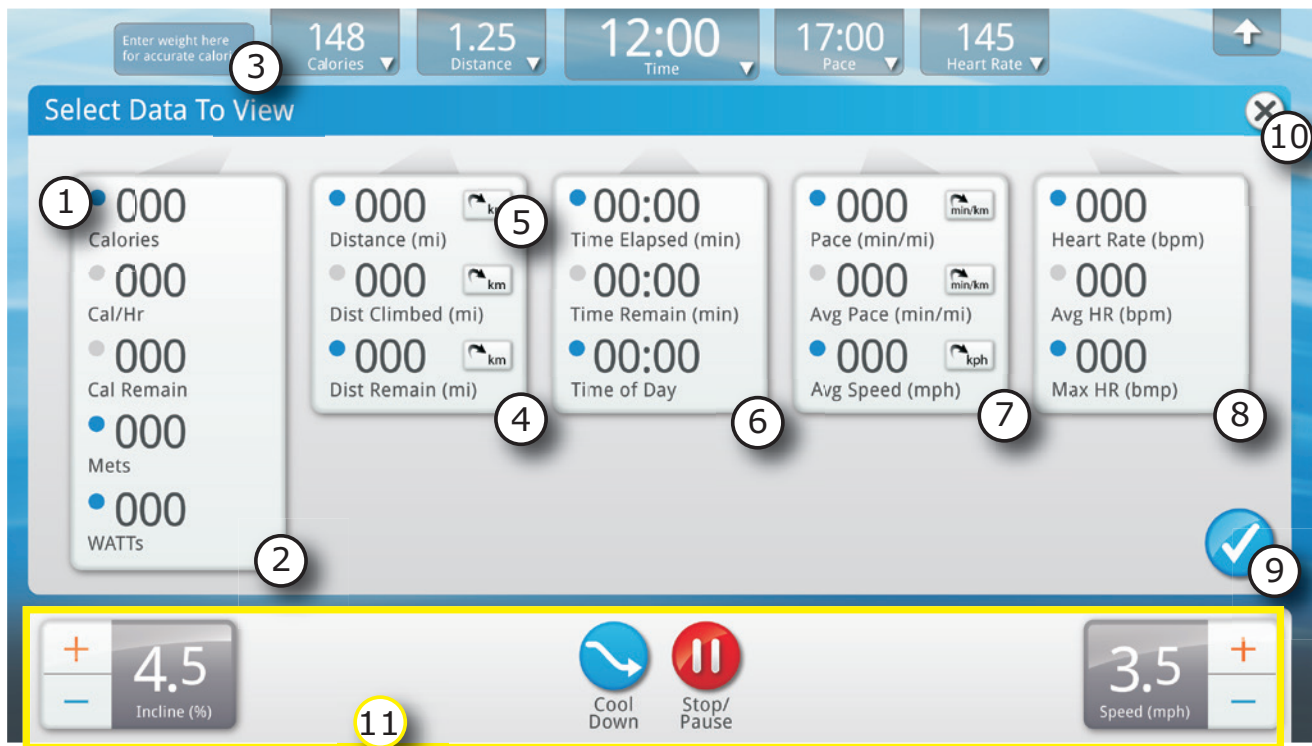 Enter weight here
for accurate calori
3
148
Calories
1.25
Distance
12:00
Time
17:00
Pace
145
Heart Rate
Select Data To View
10
1
000
Calories
000
Cal/Hr
000
Cal Remain
000
Mets
000
WATTs
2
000
5
Distance (mi)
000
km
Dist Climbed (mi)
000
km
Dist Remain (mi)
4
00:00
Time Elapsed (min)
00:00
Time Remain (min)
00:00
Time of Day
6
000
min/km
Pace (min/mi)
000
min/km
Avg Pace (min/mi)
000
kph
Avg Speed (mph)
7
000
Heart Rate (bpm)
000
Avg HR (bpm)
000
Max HR (bmp)
8
9
+
4.5
Incline (%)
−
11
Cool
Down
Stop/
Pause
3.5
Speed (mph)
+
−